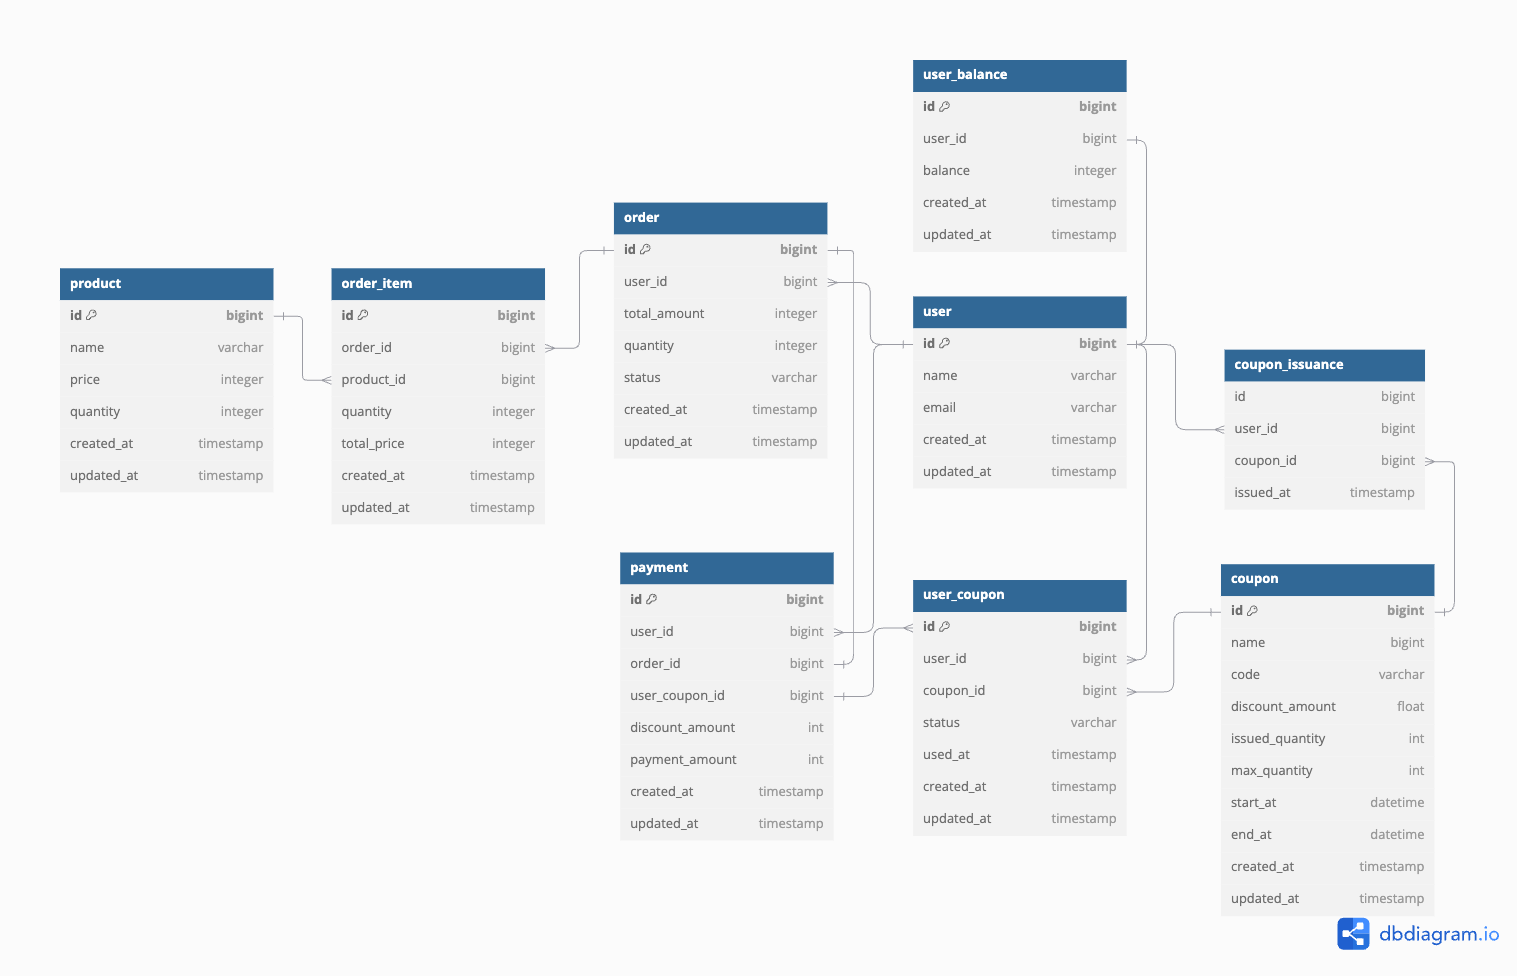 user_balance
id bigint
user_id bigint
balance integer
created_at timestamp
updated_at timestamp
order
id bigint
user_id bigint
total_amount integer
quantity integer
status varchar
created_at timestamp
updated_at timestamp
product
id bigint
name varchar
price integer
quantity integer
created_at timestamp
updated_at timestamp
order_item
id bigint
order_id bigint
product_id bigint
quantity integer
total_price integer
created_at timestamp
updated_at timestamp
user
id bigint
name varchar
email varchar
created_at timestamp
updated_at timestamp
coupon_issuance
id bigint
user_id bigint
coupon_id bigint
issued_at timestamp
payment
id bigint
user_id bigint
order_id bigint
user_coupon_id bigint
discount_amount int
payment_amount int
created_at timestamp
updated_at timestamp
user_coupon
id bigint
user_id bigint
coupon_id bigint
status varchar
used_at timestamp
created_at timestamp
updated_at timestamp
coupon
id bigint
name bigint
code varchar
discount_amount float
issued_quantity int
max_quantity int
start_at datetime
end_at datetime
created_at timestamp
updated_at timestamp
dbdiagram.io